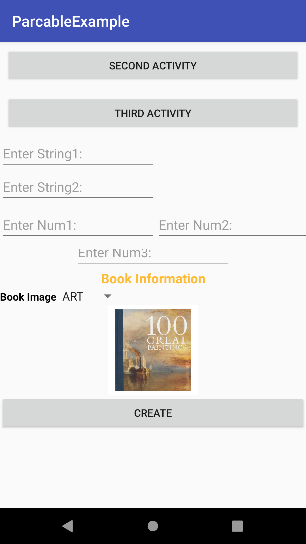 ParcableExample
SECOND ACTIVITY
THIRD ACTIVITY
Enter String1:
Enter String2:
Enter Num1: Enter Num2:
Enter Num3:
Book Information
Book Image ART
100
GREAT
PAINTINGS
CREATE